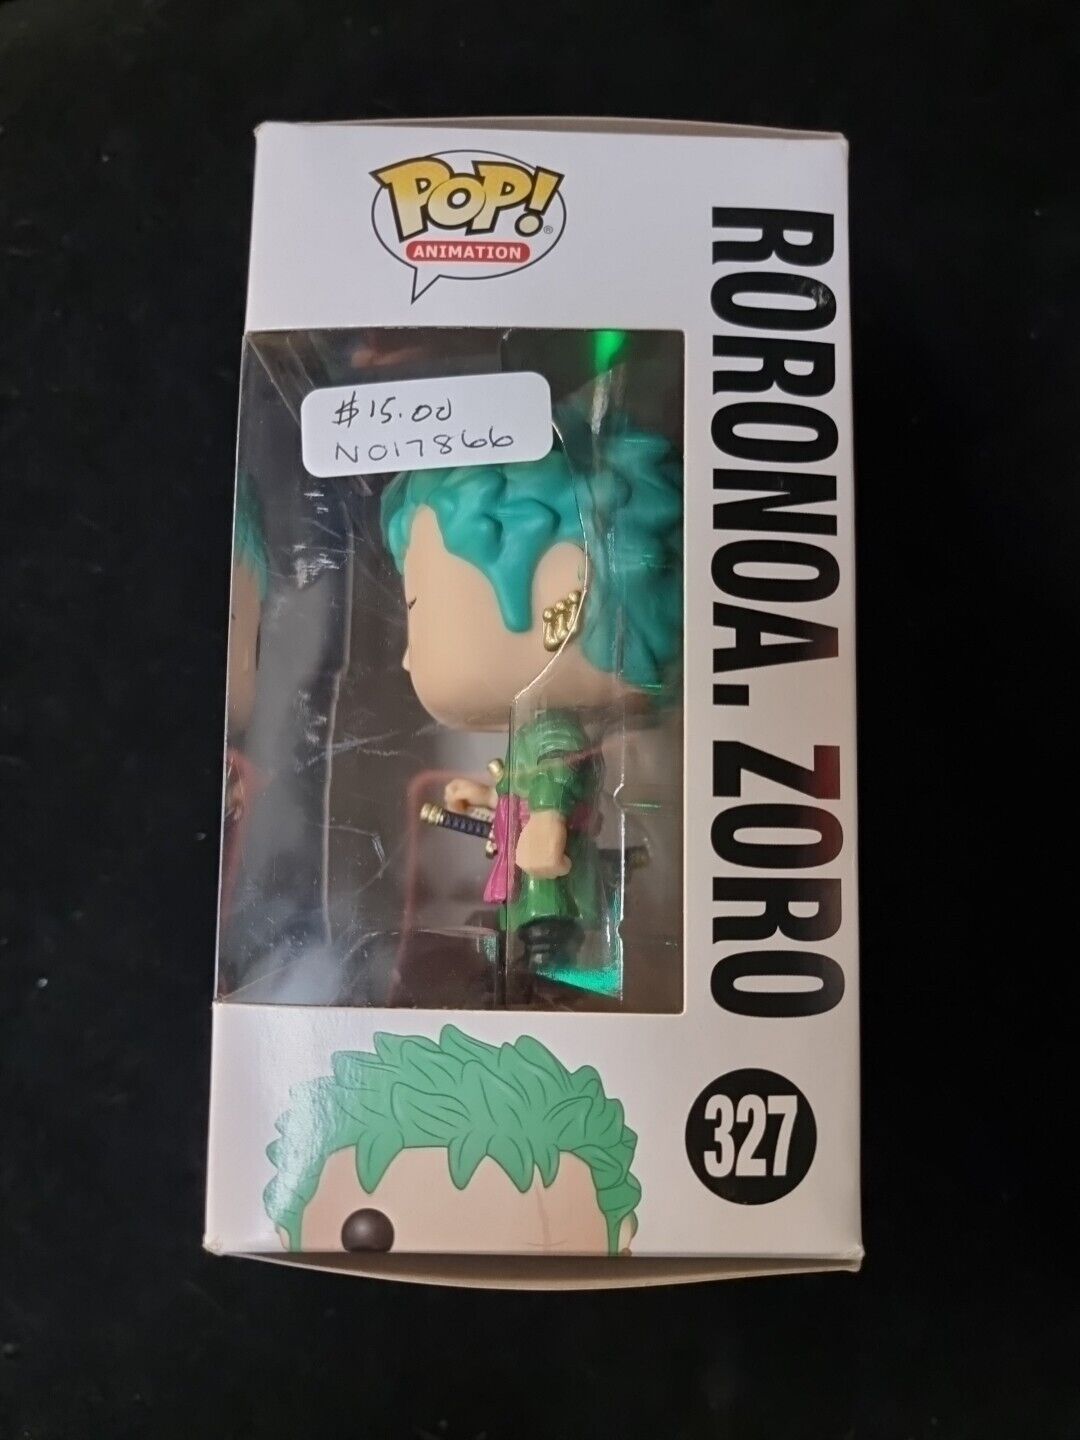 POP!®
ANIMATION
$15.00
N017866
RORONOA. ZORO
327